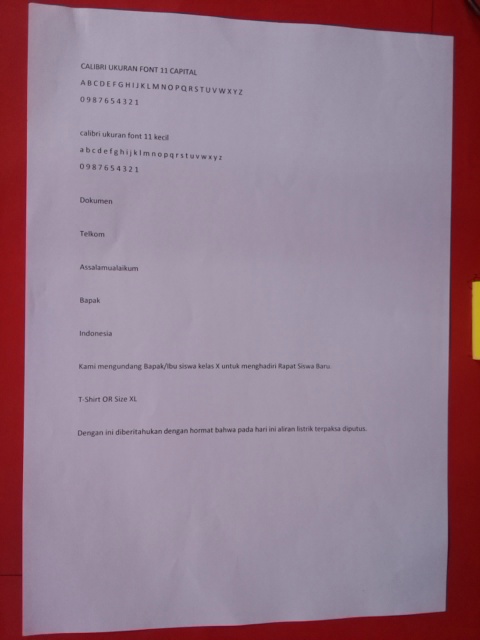 CALIBRI UKURAN FONT 11 CAPITAL
A B C D E F G H I J K L M N O P Q R S T U V W X Y Z
0 9 8 7 6 5 4 3 2 1
calibri ukuran font 11 kecil
a b c d e f g h i j k l m n o p q r s t u v w x y z
0 9 8 7 6 5 4 3 2 1
Dokumen
Telkom
Assalamualaikum
Bapak
Indonesia
Kami mengundang Bapak/Ibu siswa kelas X untuk menghadiri Rapat Siswa Baru.
T-Shirt OR Size XL
Dengan ini diberitahukan dengan hormat bahwa pada hari ini aliran listrik terpaksa diputus.